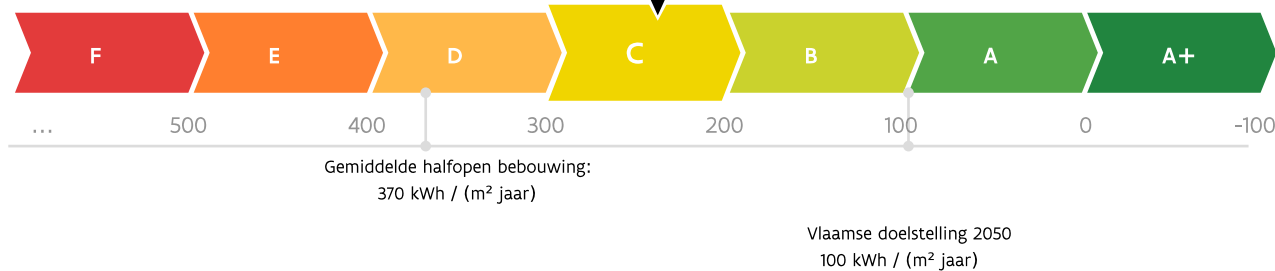 F E D C B A A+
... 500 400 300 200 100 0 -100
Gemiddelde halfopen bebouwing:
370 kWh / (m² jaar)
Vlaamse doelstelling 2050
100 kWh / (m² jaar)